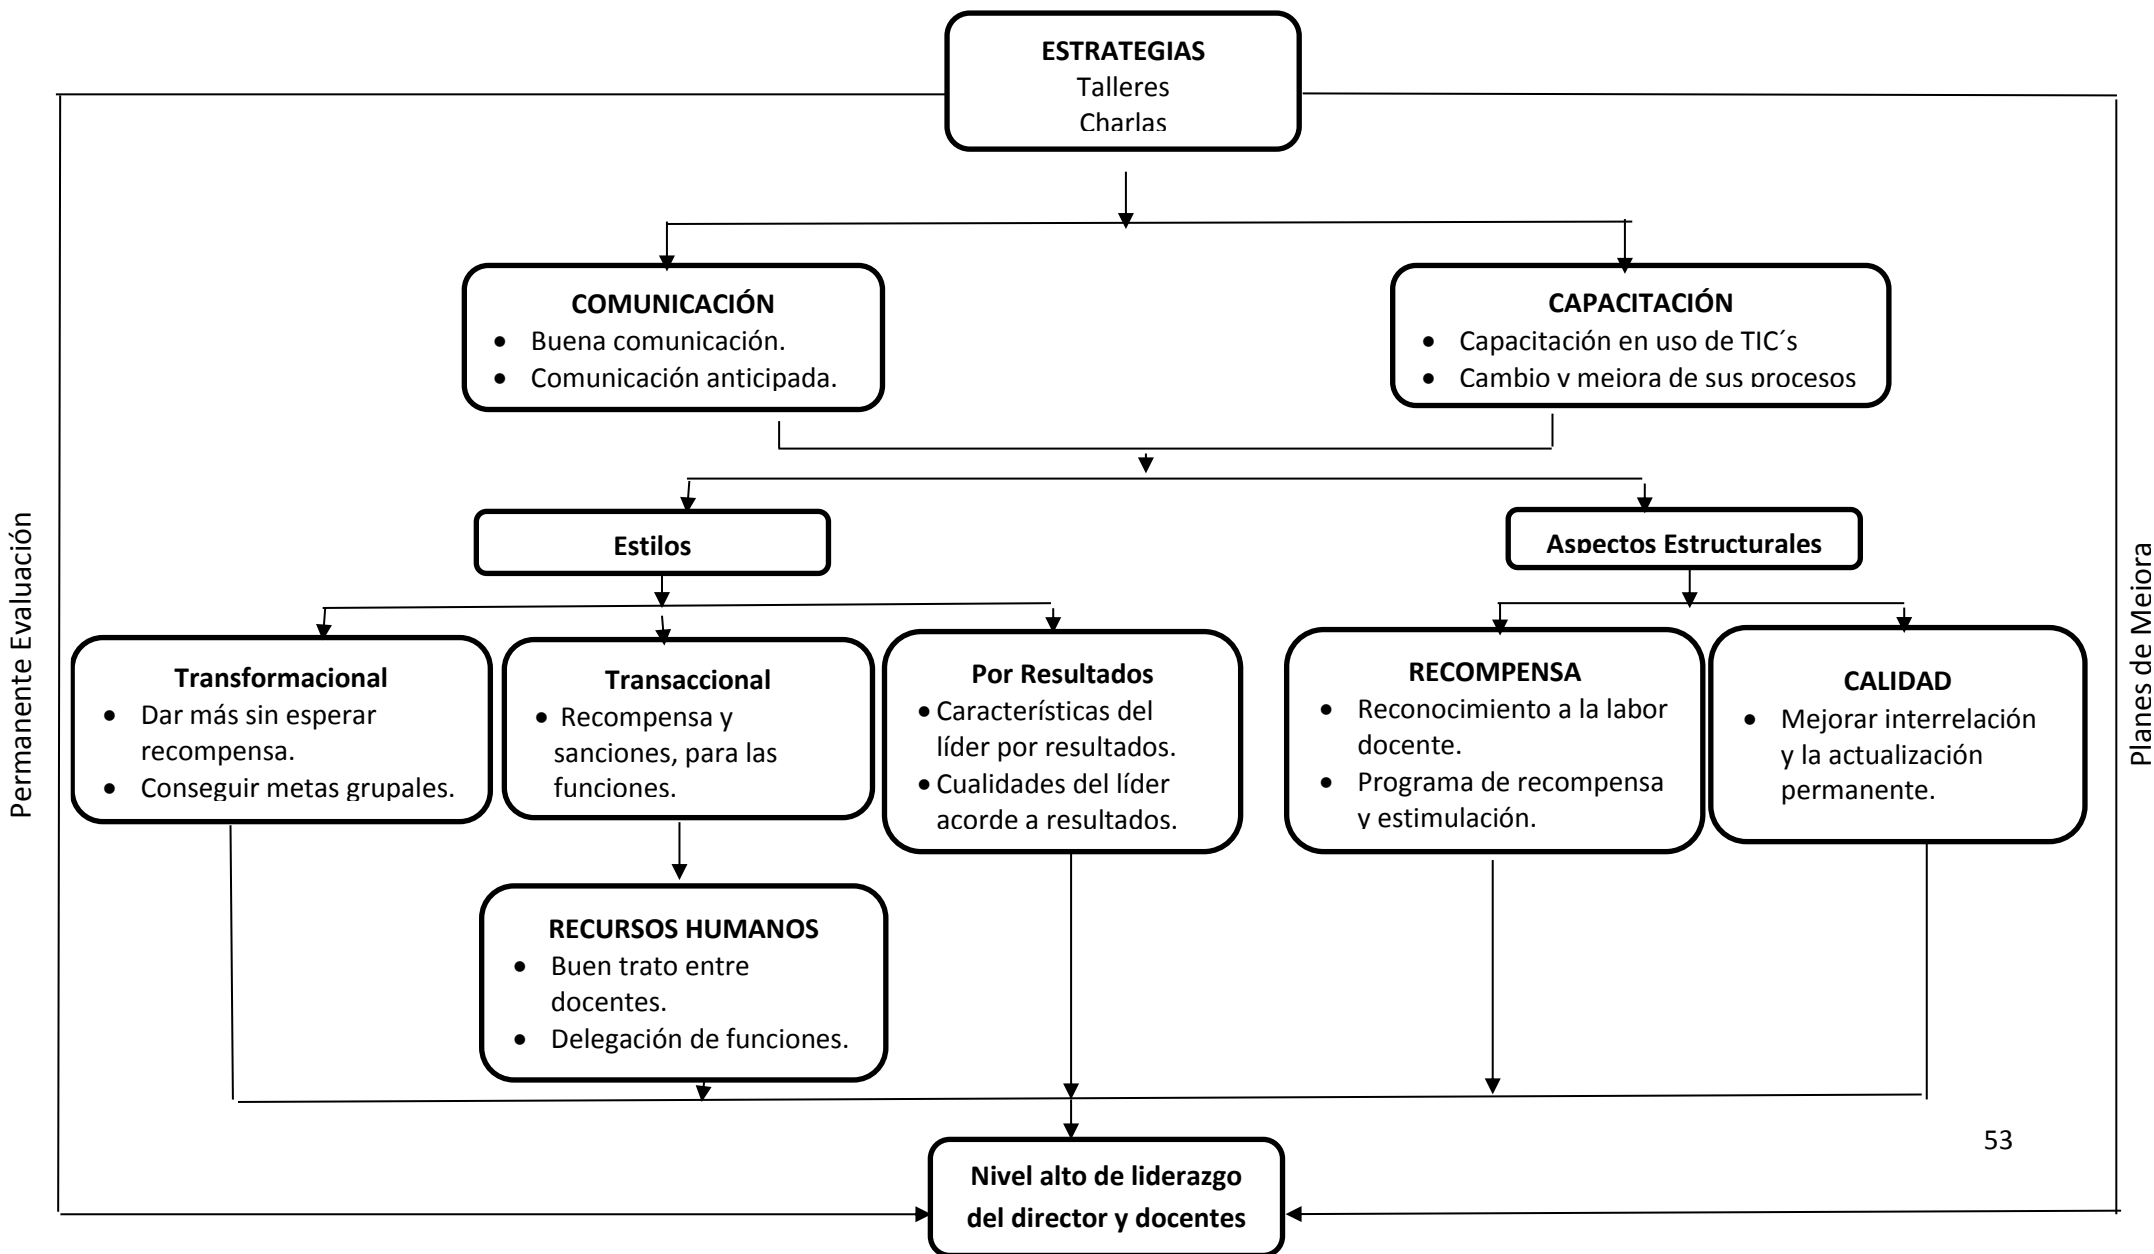 ESTRATEGIAS
Talleres
Charlas
COMUNICACIÓN
• Buena comunicación.
• Comunicación anticipada.
CAPACITACIÓN
• Capacitación en uso de TIC´s
• Cambio y mejora de sus procesos
Permanente Evaluación
Planes de Mejora
Estilos
Aspectos Estructurales
Transformacional
• Dar más sin esperar
recompensa.
• Conseguir metas grupales.
Transaccional
• Recompensa y
sanciones, para las
funciones.
Por Resultados
• Características del
líder por resultados.
• Cualidades del líder
acorde a resultados.
RECOMPENSA
• Reconocimiento a la labor
docente.
• Programa de recompensa
y estimulación.
CALIDAD
• Mejorar interrelación
y la actualización
permanente.
RECURSOS HUMANOS
• Buen trato entre
docentes.
• Delegación de funciones.
53
Nivel alto de liderazgo
del director y docentes